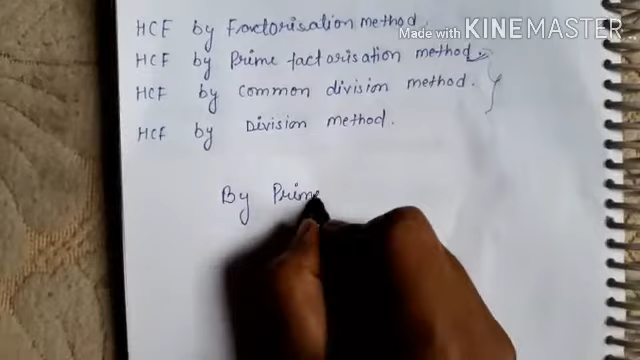 Made with KINEMASTER
HCF by Factorisation method.
HCF by Prime factorisation method.
HCF by common division method.
HCF by Division method.
By Prime